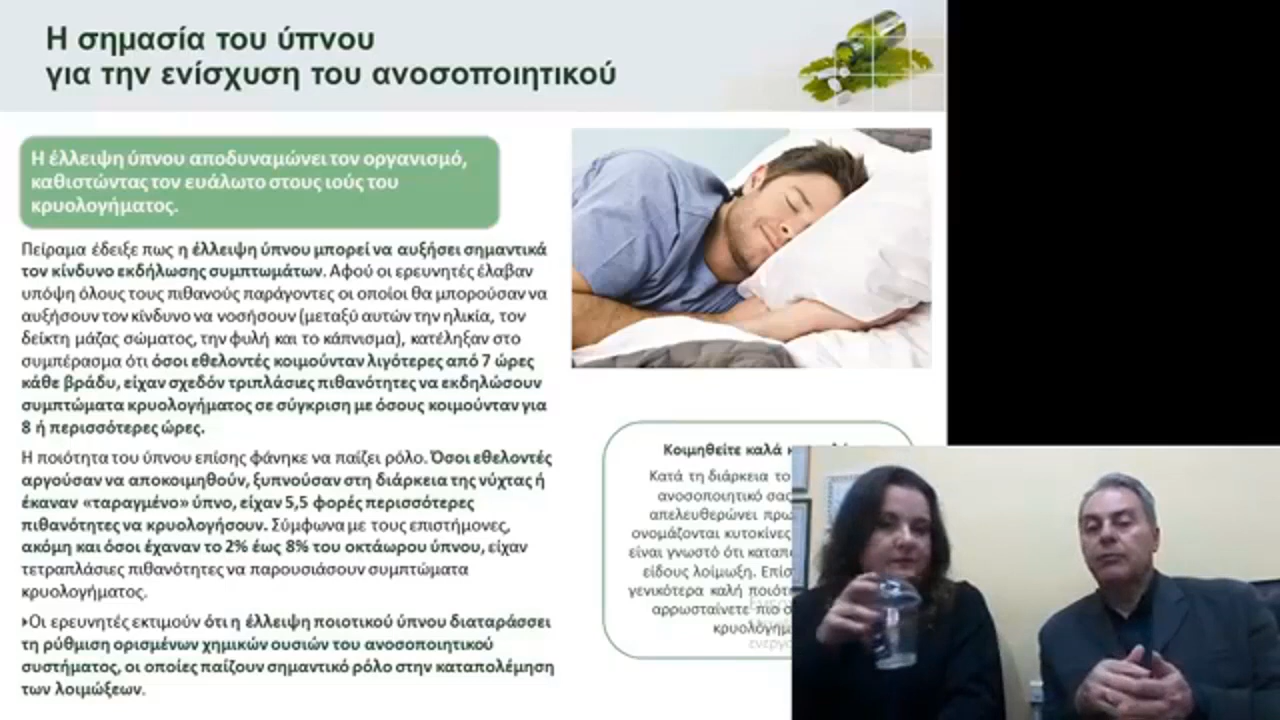 Η σημασία του ύπνου
για την ενίσχυση του ανοσοποιητικού
Η έλλειψη ύπνου αποδυναμώνει τον οργανισμό,
καθιστώντας τον ευάλωτο στους ιούς του
κρυολογήματος.
Πείραμα έδειξε πως η έλλειψη ύπνου μπορεί να αυξήσει σημαντικά
τον κίνδυνο εκδήλωσης συμπτωμάτων. Αφού οι ερευνητές έλαβαν
υπόψη όλους τους πιθανούς παράγοντες οι οποίοι θα μπορούσαν να
αυξήσουν τον κίνδυνο να νοσήσουν (μεταξύ αυτών την ηλικία, τον
δείκτη μάζας σώματος, την φυλή και το κάπνισμα), κατέληξαν στο
συμπέρασμα ότι όσοι εθελοντές κοιμούνταν λιγότερες από 7 ώρες
κάθε βράδυ, είχαν σχεδόν τριπλάσιες πιθανότητες να εκδηλώσουν
συμπτώματα κρυολογήματος σε σύγκριση με όσους κοιμούνταν για
8 ή περισσότερες ώρες.
Η ποιότητα του ύπνου επίσης φάνηκε να παίζει ρόλο. Όσοι εθελοντές
αργούσαν να αποκοιμηθούν, ξυπνούσαν στη διάρκεια της νύχτας ή
έκαναν «ταραγμένο» ύπνο, είχαν 5,5 φορές περισσότερες
πιθανότητες να κρυολογήσουν. Σύμφωνα με τους επιστήμονες,
ακόμη και όσοι έχαναν το 2% έως 8% του οκτάωρου ύπνου, είχαν
τετραπλάσιες πιθανότητες να παρουσιάσουν συμπτώματα
κρυολογήματος.
Οι ερευνητές εκτιμούν ότι η έλλειψη ποιοτικού ύπνου διαταράσσει
τη ρύθμιση ορισμένων χημικών ουσιών του ανοσοποιητικού
συστήματος, οι οποίες παίζουν σημαντικό ρόλο στην καταπολέμηση
των λοιμώξεων.
Κοιμηθείτε καλά
Κατά τη διάρκεια το
ανοσοποιητικό σας
απελευθερώνει
ονομάζονται κυτοκίνες
είναι γνωστό ότι
είδους λοίμωξη.
γενικότερα καλή
αρρωσταίνετε πιο